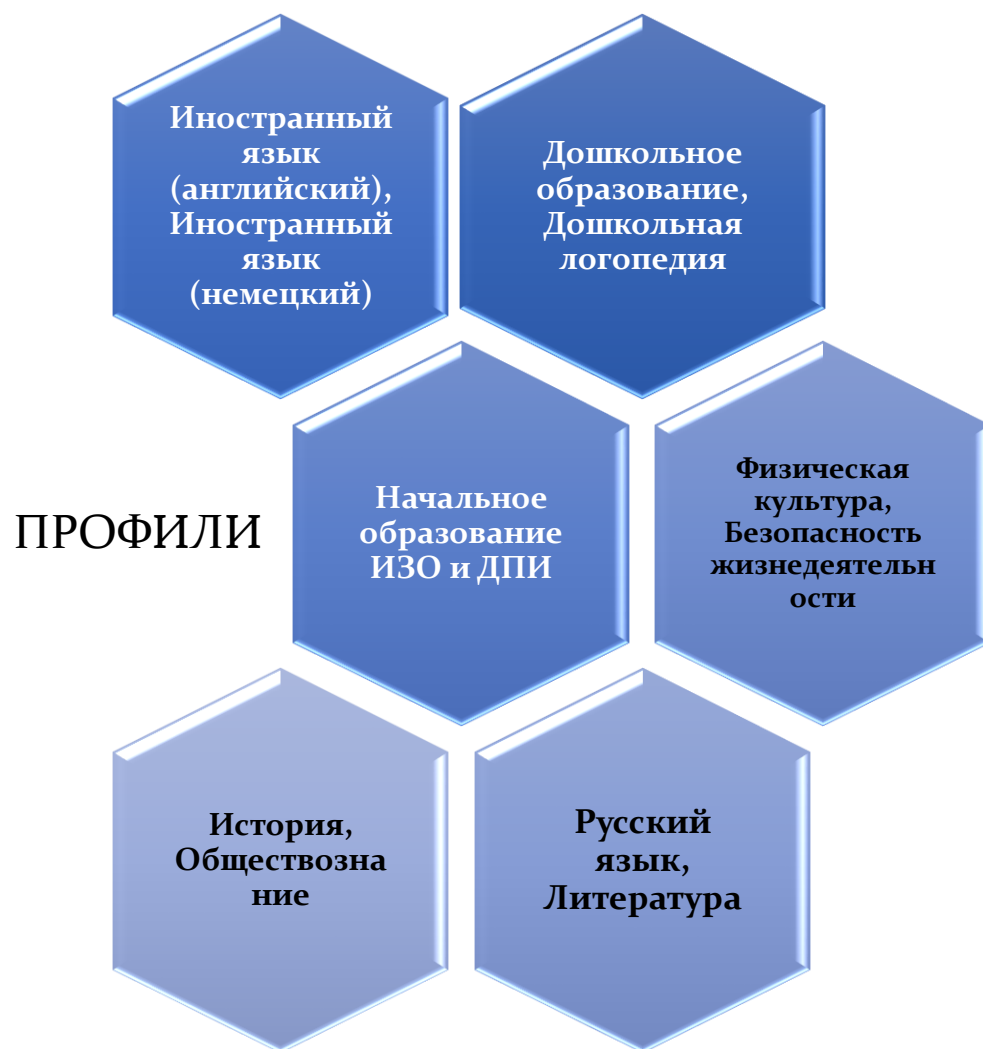 Иностранный
язык
(английский),
Иностранный
язык
(немецкий)
Дошкольное
образование,
Дошкольная
логопедия
ПРОФИЛИ
Начальное
образование
ИЗО и ДПИ
Физическая
культура,
Безопасность
жизнедеятельн
ости
История,
Обществозна
ние
Русский
язык,
Литература